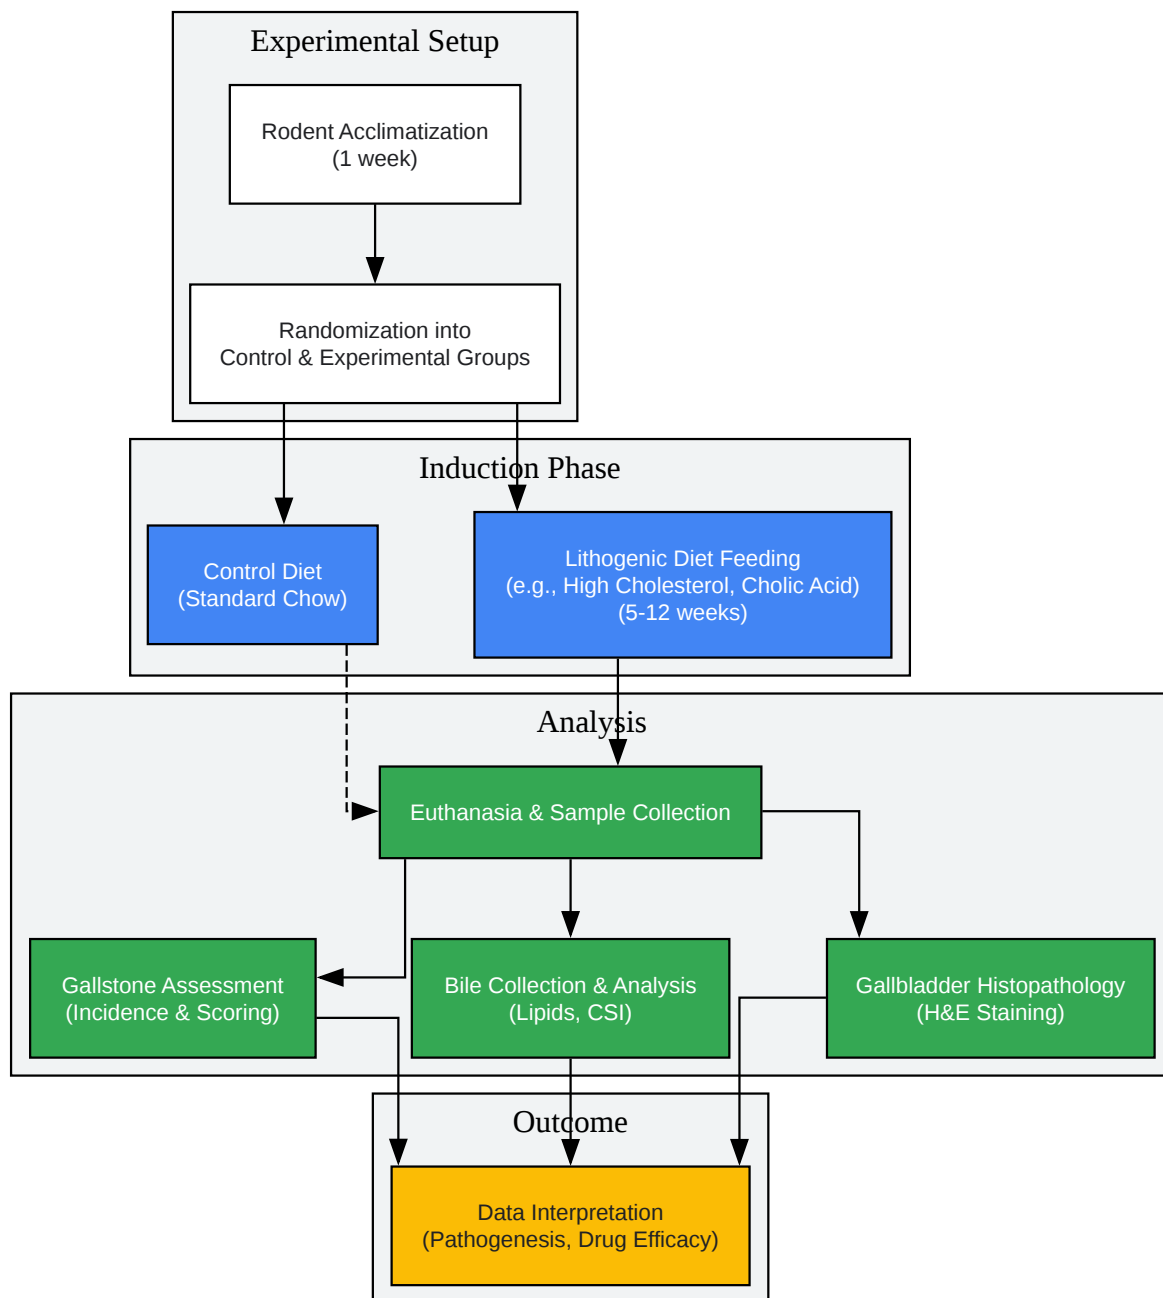 Experimental Setup
Rodent Acclimatization
(1 week)
Randomization into
Control & Experimental Groups
Induction Phase
Control Diet
(Standard Chow)
Lithogenic Diet Feeding
(e.g., High Cholesterol, Cholic Acid)
(5-12 weeks)
Analysis
Euthanasia & Sample Collection
Gallstone Assessment
(Incidence & Scoring)
Bile Collection & Analysis
(Lipids, CSI)
Gallbladder Histopathology
(H&E Staining)
Outcome
Data Interpretation
(Pathogenesis, Drug Efficacy)